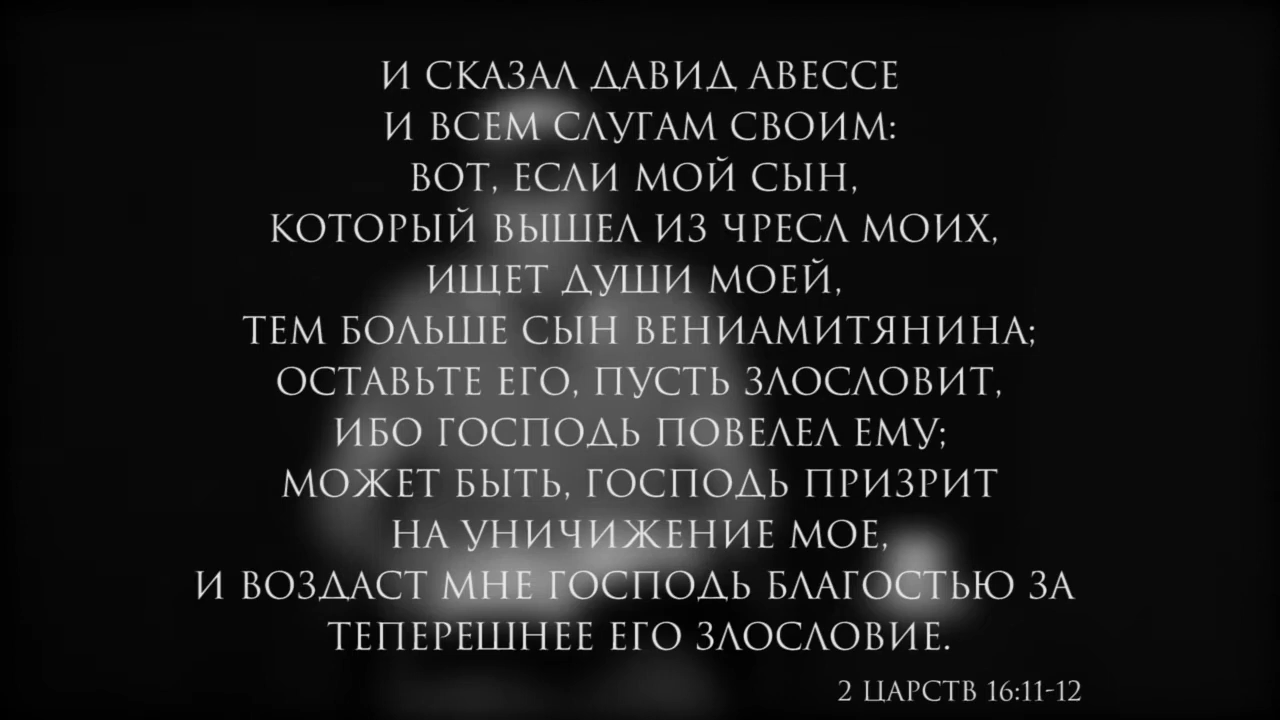 И СКАЗАЛ ДАВИД АВЕССЕ
И ВСЕМ СЛУГАМ СВОИМ:
ВОТ, ЕСЛИ МОЙ СЫН,
КОТОРЫЙ ВЫШЕЛ ИЗ ЧРЕСЛ МОИХ,
ИЩЕТ ДУШИ МОЕЙ,
ТЕМ БОЛЬШЕ СЫН ВЕНИАМИТЯНИНА;
ОСТАВЬТЕ ЕГО, ПУСТЬ ЗЛОСЛОВИТ,
ИБО ГОСПОДЬ ПОВЕЛЕЛ ЕМУ;
МОЖЕТ БЫТЬ, ГОСПОДЬ ПРИЗРИТ
НА УНИЧИЖЕНИЕ МОЕ,
И ВОЗДАСТ МНЕ ГОСПОДЬ БЛАГОСТЬЮ ЗА
ТЕПЕРЕШНЕЕ ЕГО ЗЛОСЛОВИЕ.
2 ЦАРСТВ 16:11-12